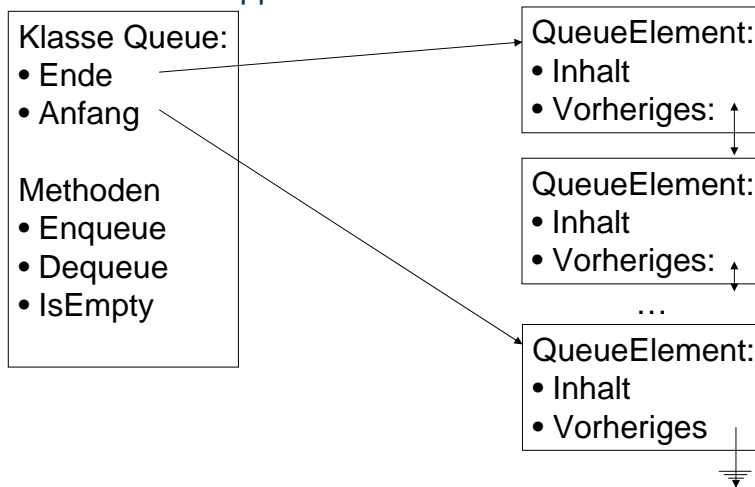 Klasse Queue:
• Ende
• Anfang
Methoden
• Enqueue
• Dequeue
• IsEmpty
QueueElement:
• Inhalt
• Vorheriges:
QueueElement:
• Inhalt
• Vorheriges:
…
QueueElement:
• Inhalt
• Vorheriges